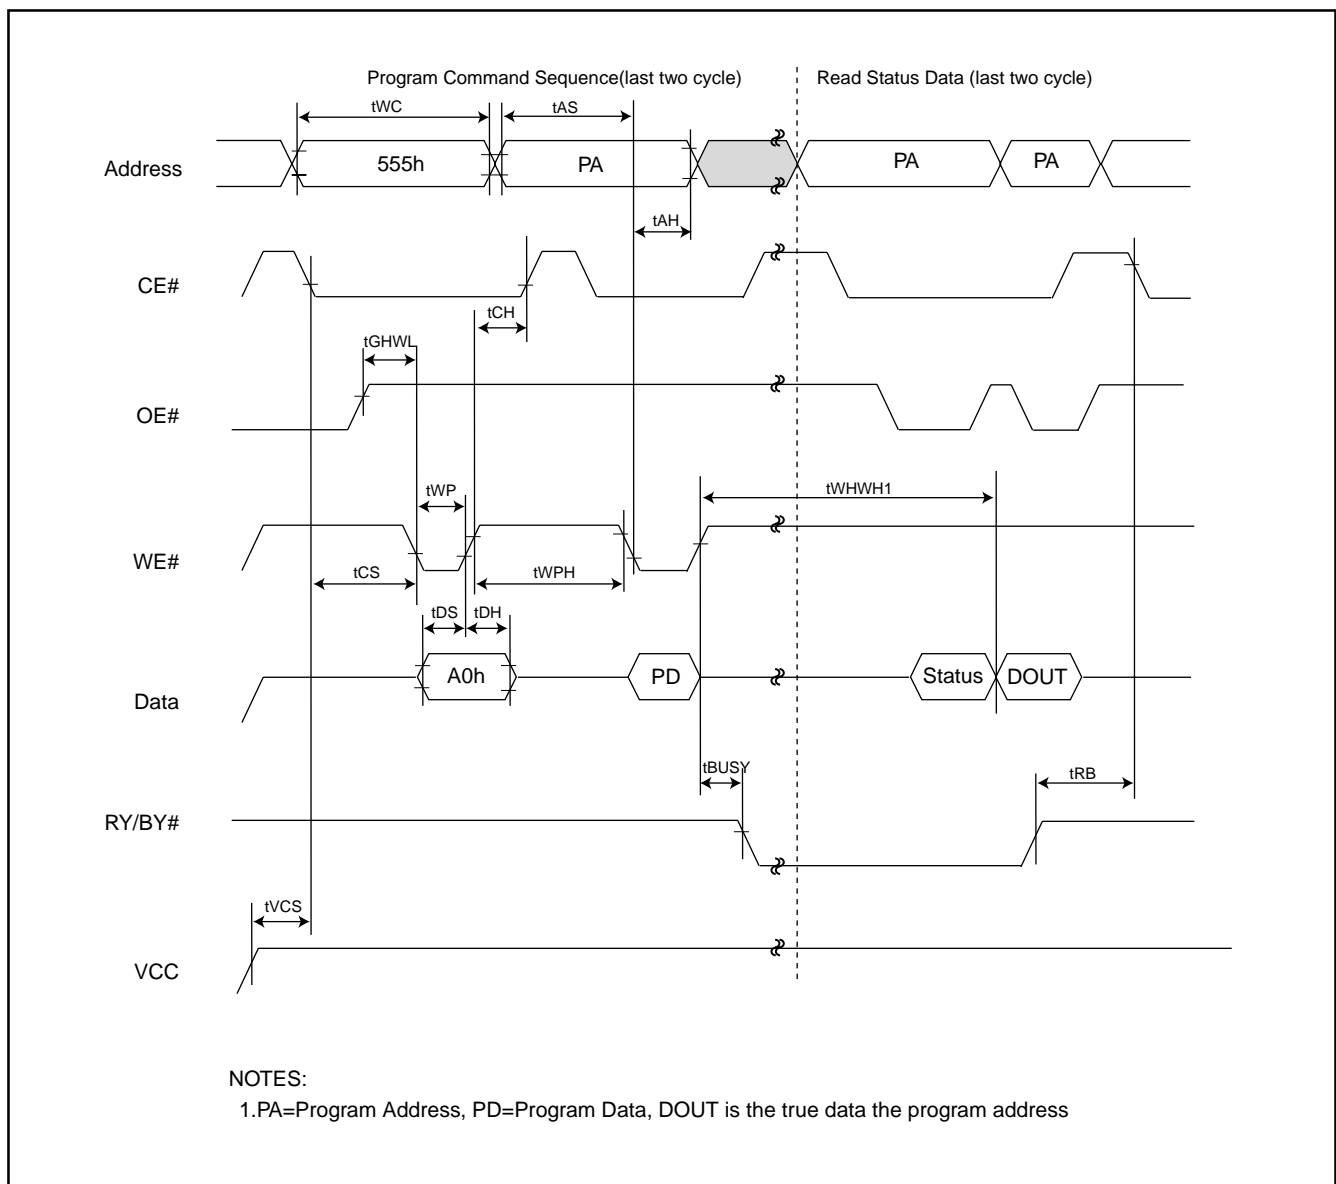 Program Command Sequence(last two cycle) Read Status Data (last two cycle)
tWC tAS
Address 555h PA PA PA
tAH
CE#
tCH
tGHWL
OE#
tWP tWHWH1
WE#
tCS tWPH
tDS tDH
Data A0h PD Status DOUT
tBUSY tRB
RY/BY#
tVCS
VCC
NOTES:
1.PA=Program Address, PD=Program Data, DOUT is the true data the program address